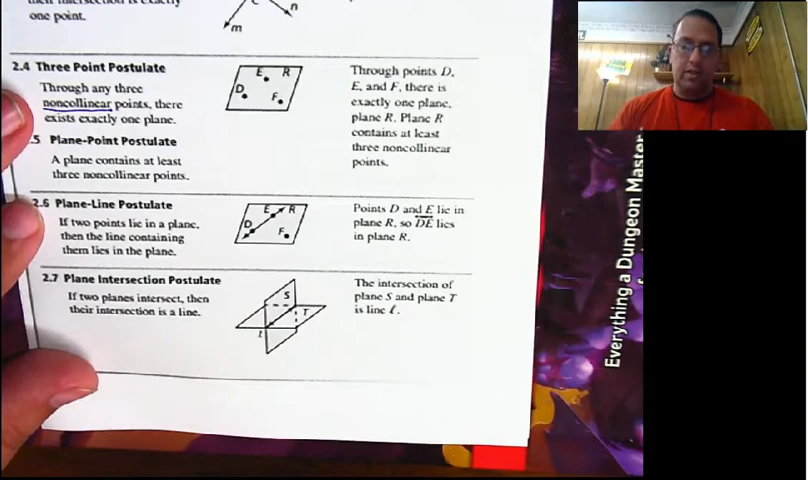 their intersection is exactly
one point.
m
n
2.4 Three Point Postulate
Through any three
noncollinear points, there
exists exactly one plane.
.5 Plane-Point Postulate
A plane contains at least
three noncollinear points.
E R
D
F
Through points D,
E, and F, there is
exactly one plane,
plane R. Plane R
contains at least
three noncollinear
points.
2.6 Plane-Line Postulate
If two points lie in a plane,
then the line containing
them lies in the plane.
E R
D
F
Points D and E lie in
plane R, so DE lies
in plane R.
2.7 Plane Intersection Postulate
If two planes intersect, then
their intersection is a line.
S
T
ℓ
The intersection of
plane S and plane T
is line ℓ.
Everything a Dungeon Master